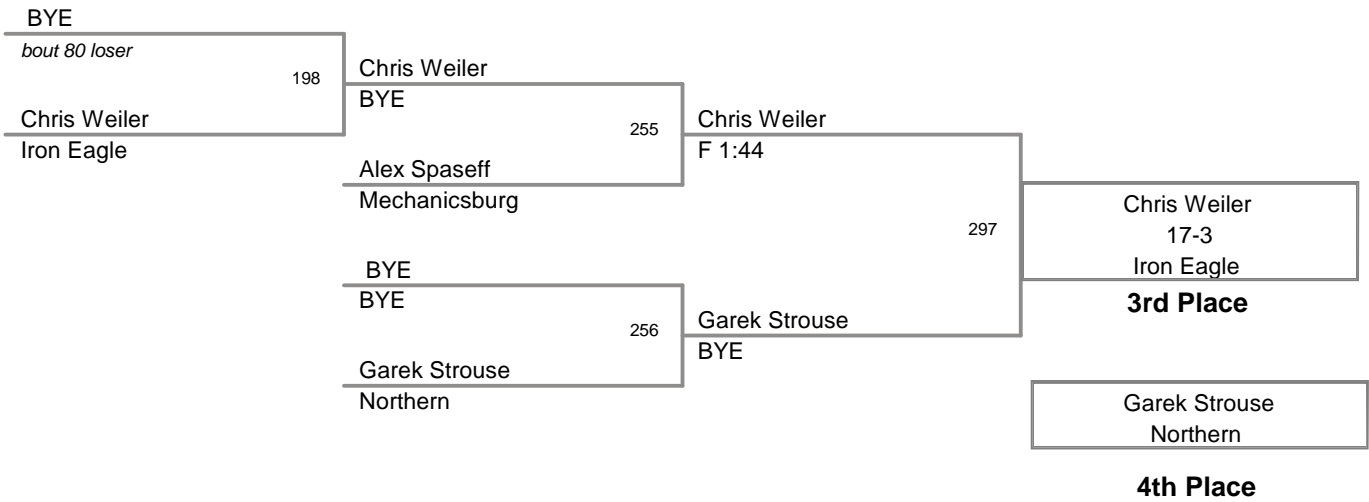 BYE
bout 80 loser
198
Chris Weiler
Iron Eagle
Chris Weiler
BYE
255
Alex Spaseff
Mechanicsburg
BYE
BYE
256
Garek Strouse
Northern
Chris Weiler
F 1:44
297
Garek Strouse
BYE
Chris Weiler
17-3
Iron Eagle
3rd Place
Garek Strouse
Northern
4th Place